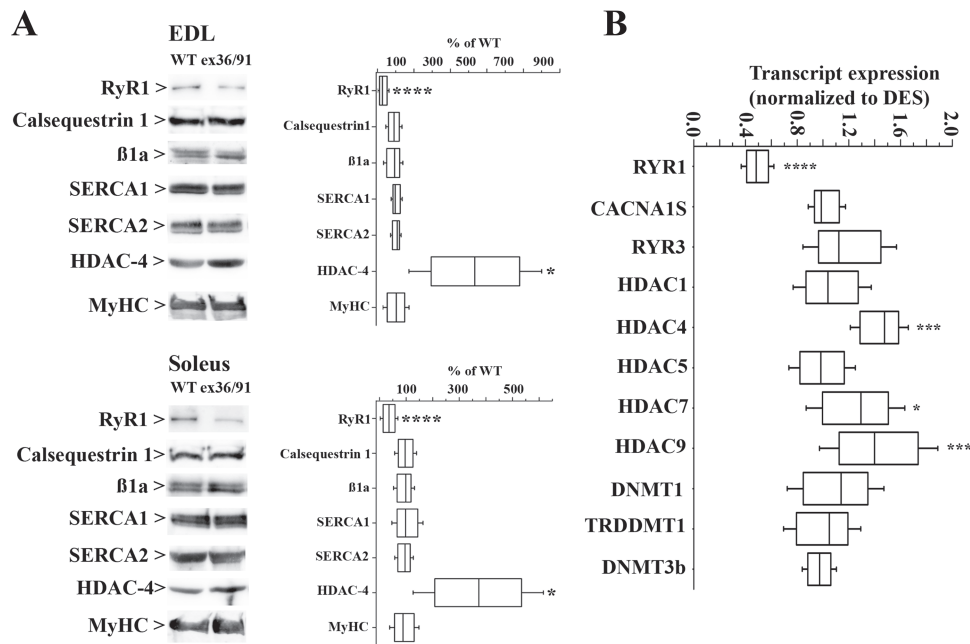 A
EDL
WT ex36/91
RyR1 >
Calsequestrin 1 >
ß1a >
SERCA1 >
SERCA2 >
HDAC-4 >
MyHC >
% of WT
100 300 500 700 900
RyR1
****
Calsequestrin1
ß1a
SERCA1
SERCA2
HDAC-4
*
MyHC
Soleus
WT ex36/91
RyR1 >
Calsequestrin 1 >
ß1a >
SERCA1 >
SERCA2 >
HDAC-4 >
MyHC >
% of WT
100 300 500
RyR1
****
Calsequestrin 1
ß1a
SERCA1
SERCA2
HDAC-4
*
MyHC
B
Transcript expression
(normalized to DES)
0.0 0.4 0.8 1.2 1.6 2.0
RYR1
****
CACNA1S
RYR3
HDAC1
HDAC4
***
HDAC5
HDAC7
*
HDAC9
***
DNMT1
TRDDMT1
DNMT3b